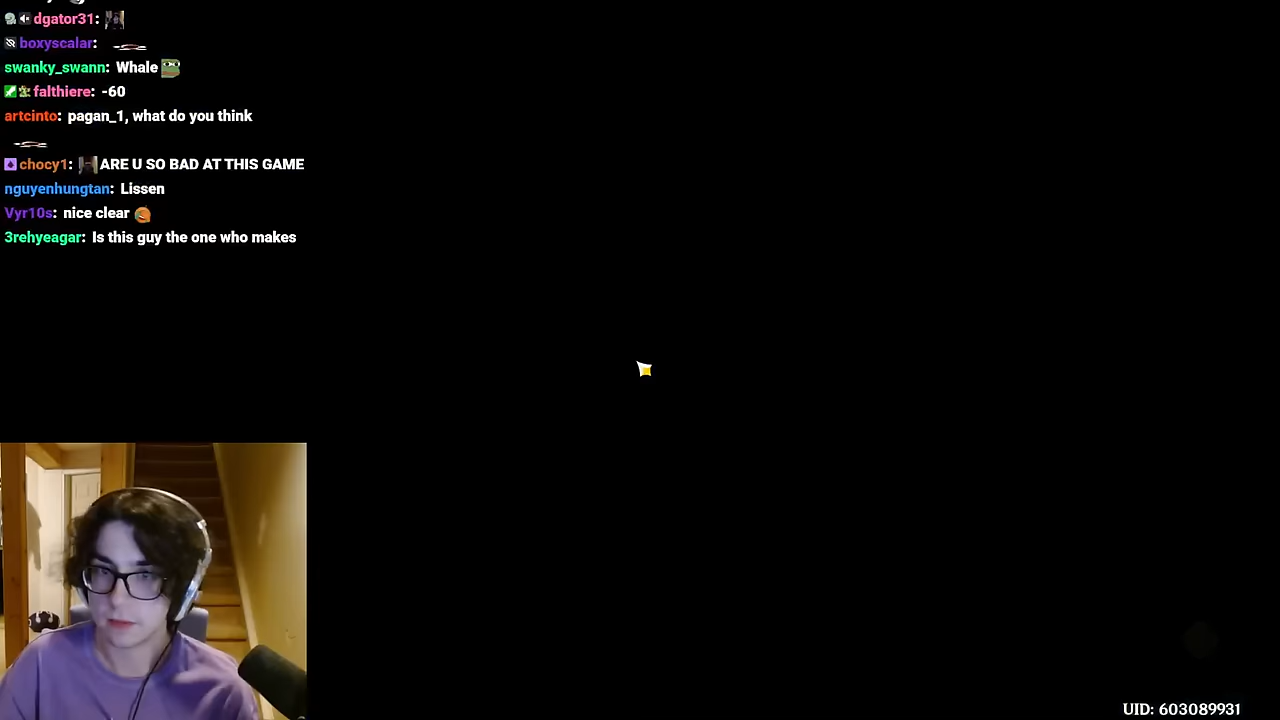 dgator31:
boxyscalar:
swanky_swann: Whale
falthiere: -60
artcinto: pagan_1, what do you think
chocy1: ARE U SO BAD AT THIS GAME
nguyenhungtan: Lissen
Vyr10s: nice clear
3rehyeagar: Is this guy the one who makes
UID: 603089931